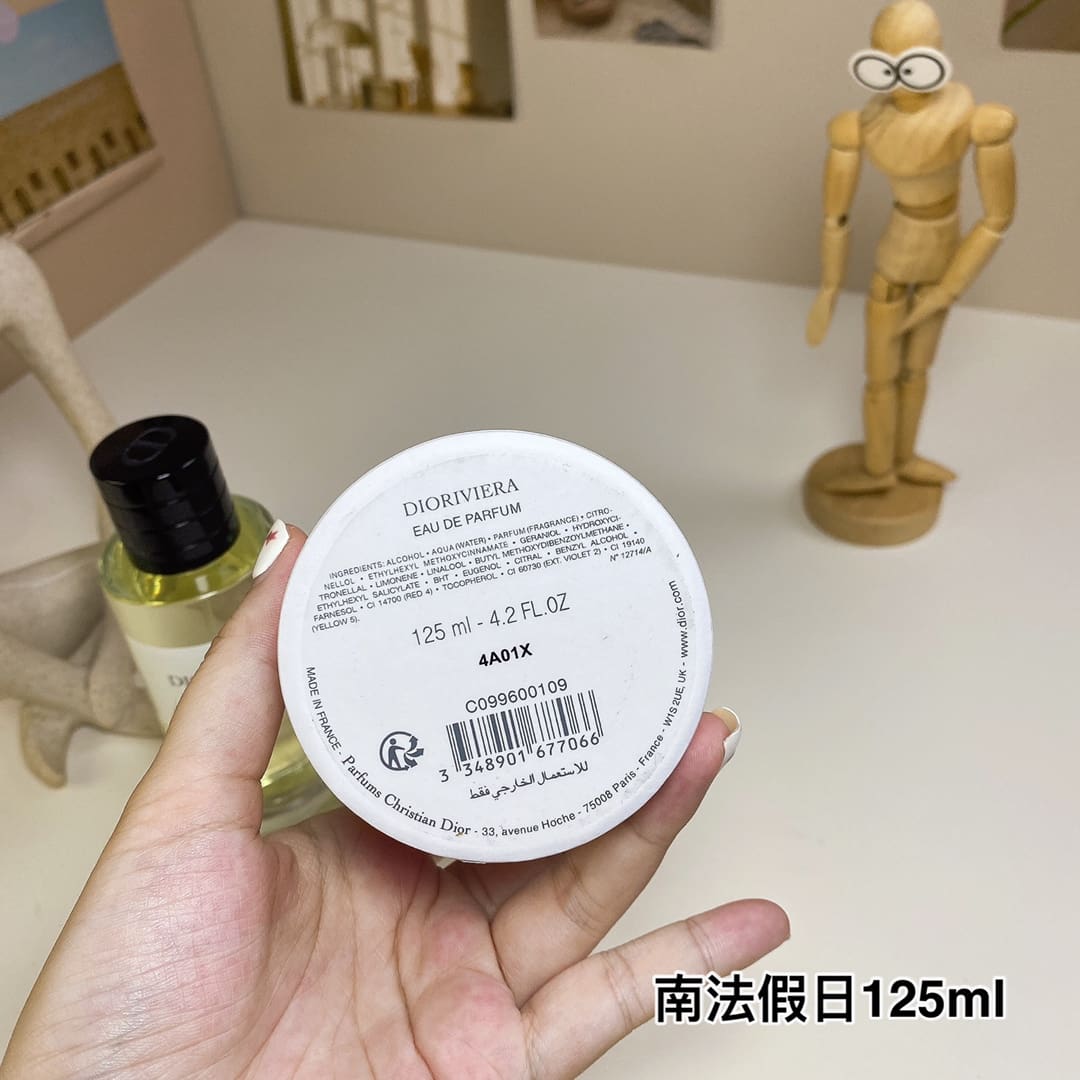 DIORIVIERA
EAU DE PARFUM
INGREDIENTS: ALCOHOL • AQUA (WATER) • PARFUM (FRAGRANCE) • CITRO-
NELLOL • ETHYLHEXYL METHOXYCINNAMATE • GERANIOL • HYDROXYCI-
TRONELLAL • LIMONENE • LINALOOL • BUTYL METHOXYDIBENZOYLMETHANE •
ETHYLHEXYL SALICYLATE • BHT • EUGENOL • CITRAL • BENZYL ALCOHOL •
FARNESOL • CI 14700 (RED 4) • TOCOPHEROL • CI 60730 (EXT. VIOLET 2) • CI 19140
(YELLOW 5).
N° 12714/A
125 ml - 4.2 FL.OZ
4A01X
C099600109
3 348901 677066
للاستعمال الخارجي فقط
MADE IN FRANCE - Parfums Christian Dior - 33, avenue Hoche - 75008 Paris - France - W1S 2UE, UK - www.dior.com
南法假日125ml